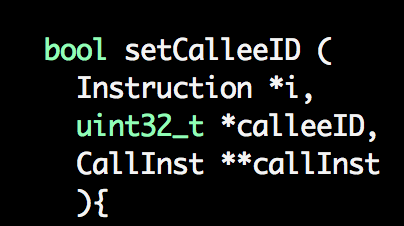 bool setCalleeID (
Instruction *i,
uint32_t *calleeID,
CallInst **callInst
){